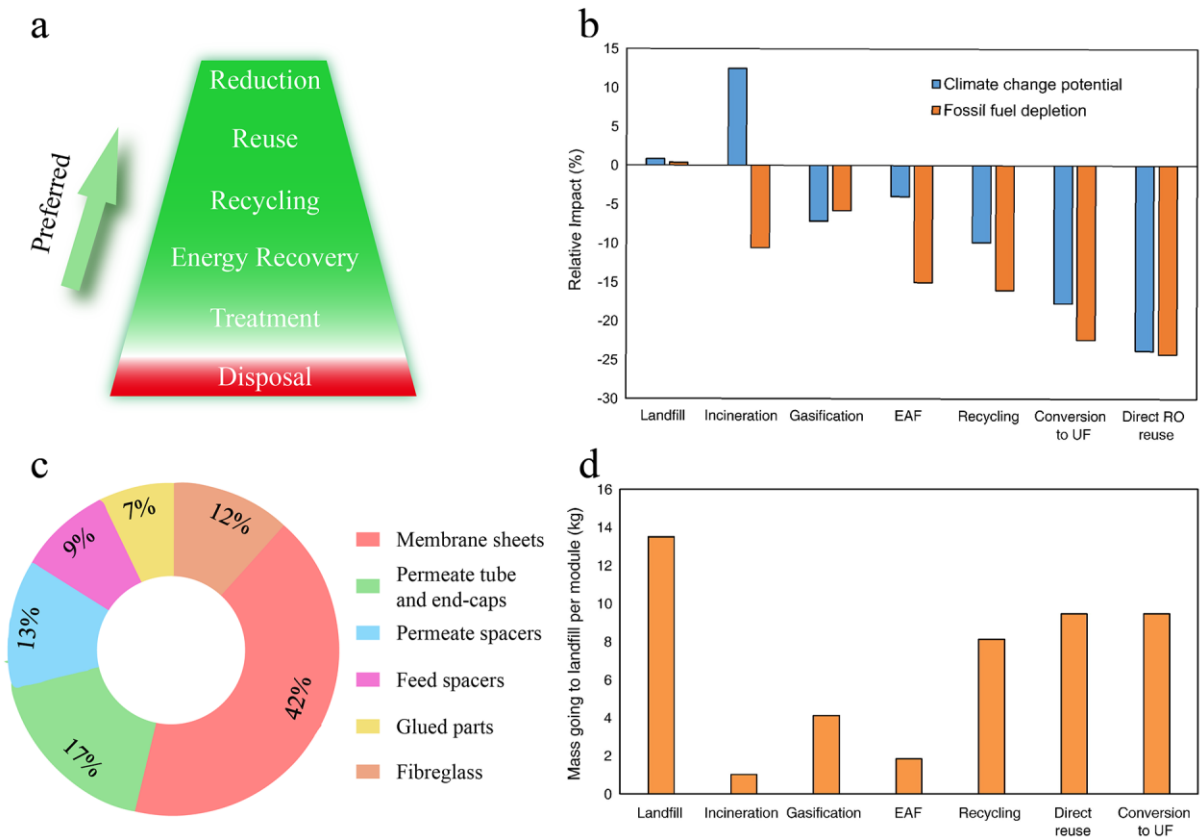 a
Reduction
Reuse
Recycling
Energy Recovery
Treatment
Disposal
Preferred
b
15
10
5
0
-5
-10
-15
-20
-25
-30
Relative Impact (%)
Climate change potential
Fossil fuel depletion
Landfill
Incineration
Gasification
EAF
Recycling
Conversion
to UF
Direct RO
reuse
c
7%
12%
9%
13%
42%
17%
Membrane sheets
Permeate tube
and end-caps
Permeate spacers
Feed spacers
Glued parts
Fibreglass
d
16
14
12
10
8
6
4
2
0
Mass going to landfill per module (kg)
Landfill
Incineration
Gasification
EAF
Recycling
Direct
reuse
Conversion
to UF